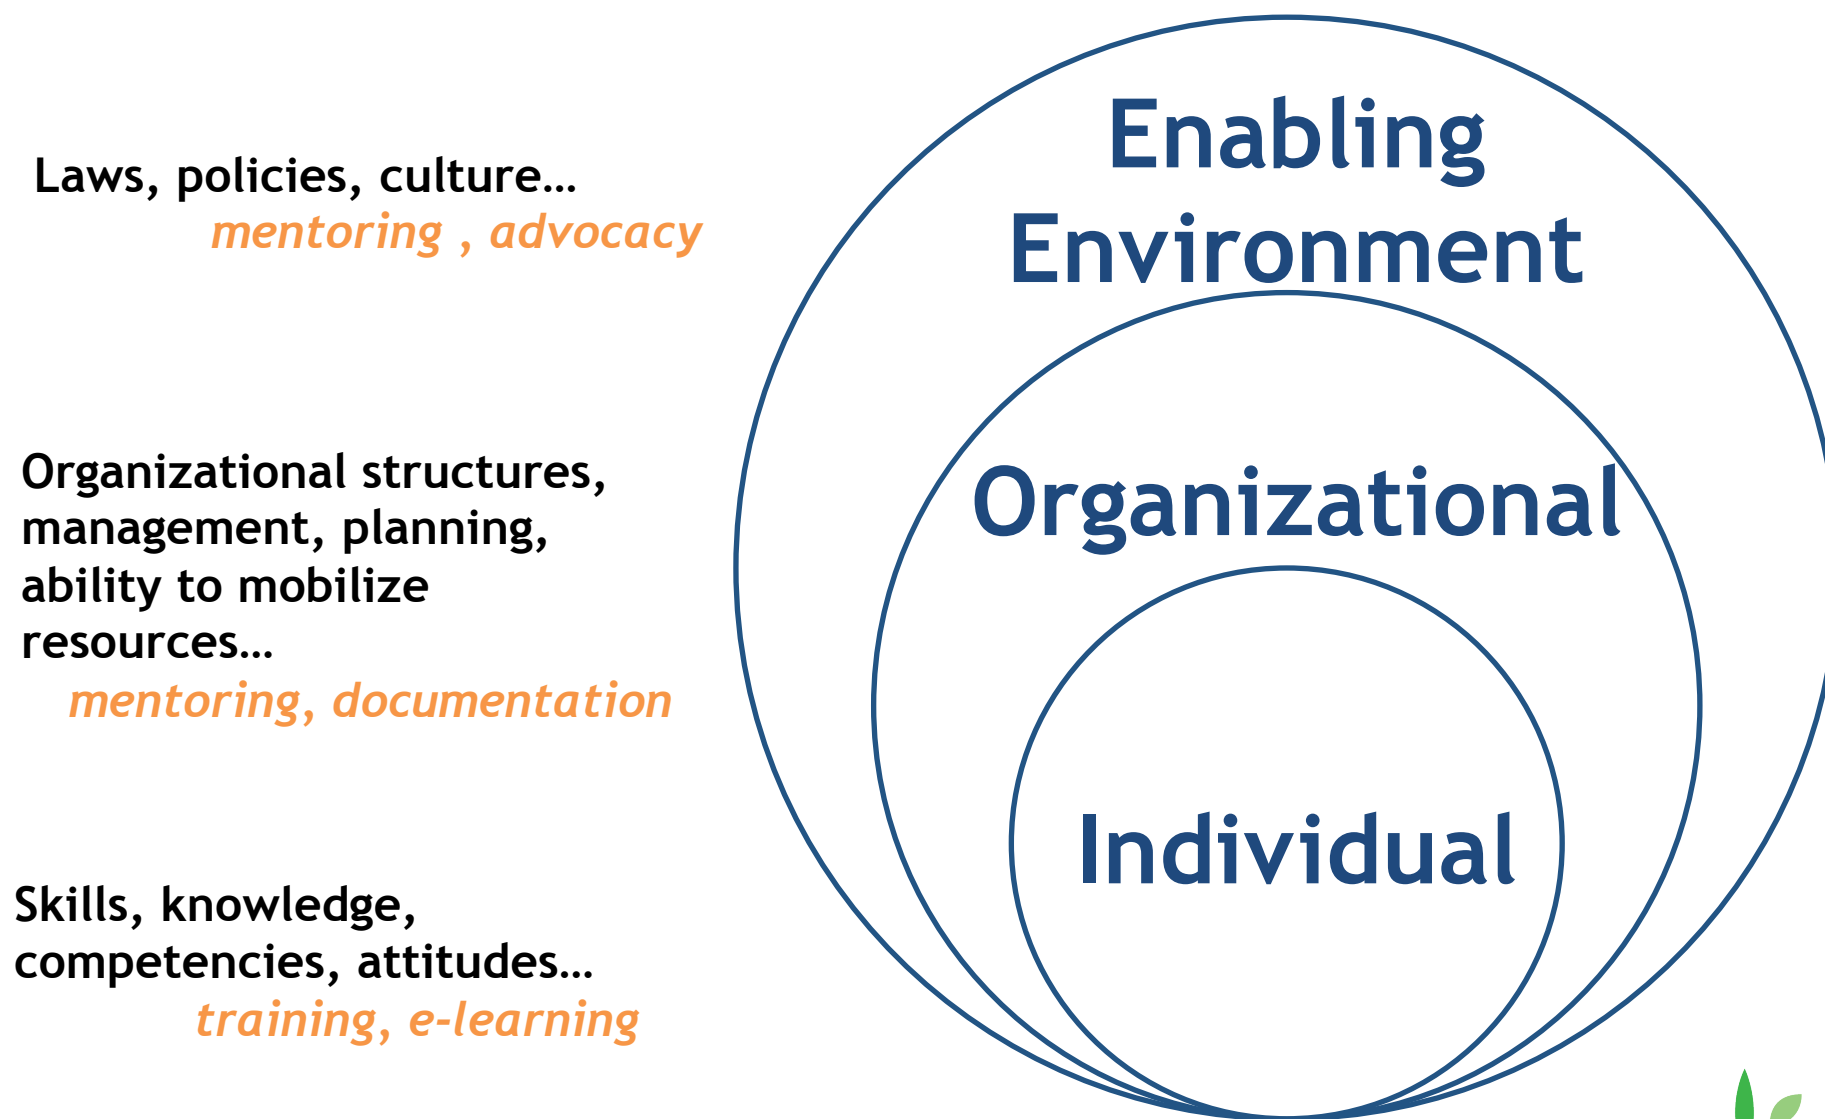 Laws, policies, culture…
mentoring , advocacy
Enabling
Environment
Organizational structures,
management, planning,
ability to mobilize
resources…
mentoring, documentation
Organizational
Skills, knowledge,
competencies, attitudes…
training, e-learning
Individual